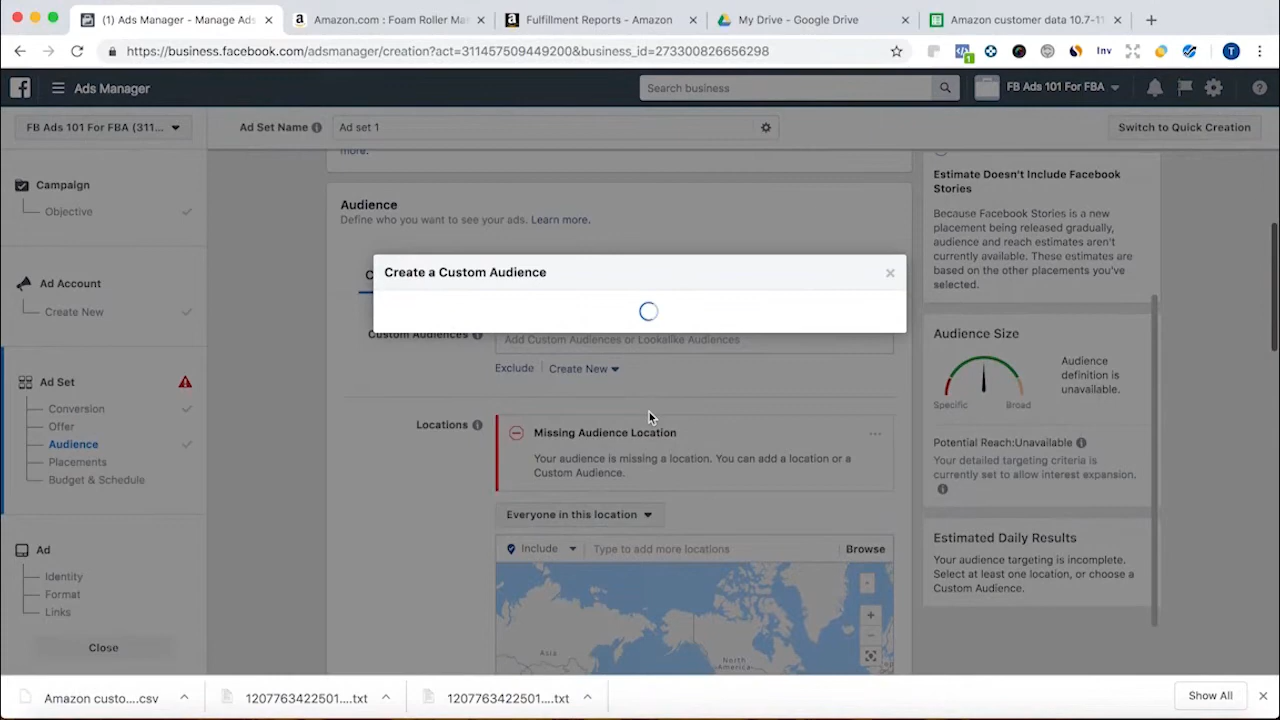 (1) Ads Manager - Manage Ads
Amazon.com : Foam Roller Ma
Fulfillment Reports - Amazon
My Drive - Google Drive
Amazon customer data 10.7-11
https://business.facebook.com/adsmanager/creation?act=311457509449200&business_id=273300826656298
1
Inv
T
Ads Manager
Search business
FB Ads 101 For FBA
FB Ads 101 For FBA (311...
Ad Set Name
Ad set 1
Switch to Quick Creation
Campaign
Objective
Ad Account
Create New
Ad Set
Conversion
Offer
Audience
Placements
Budget & Schedule
Ad
Identity
Format
Links
Close
more.
Audience
Define who you want to see your ads. Learn more.
C
Create a Custom Audience
Custom Audiences
Add Custom Audiences or Lookalike Audiences
Exclude
Create New
Locations
Missing Audience Location
Your audience is missing a location. You can add a location or a
Custom Audience.
Everyone in this location
Include
Type to add more locations
Browse
Asia
North
America
Estimate Doesn't Include Facebook
Stories
Because Facebook Stories is a new
placement being released gradually,
audience and reach estimates aren't
currently available. These estimates are
based on the other placements you've
selected.
Audience Size
Specific
Broad
Audience
definition is
unavailable.
Potential Reach:Unavailable
Your detailed targeting criteria is
currently set to allow interest expansion.
Estimated Daily Results
Your audience targeting is incomplete.
Select at least one location, or choose a
Custom Audience.
Amazon custo....csv
1207763422501....txt
1207763422501....txt
Show All